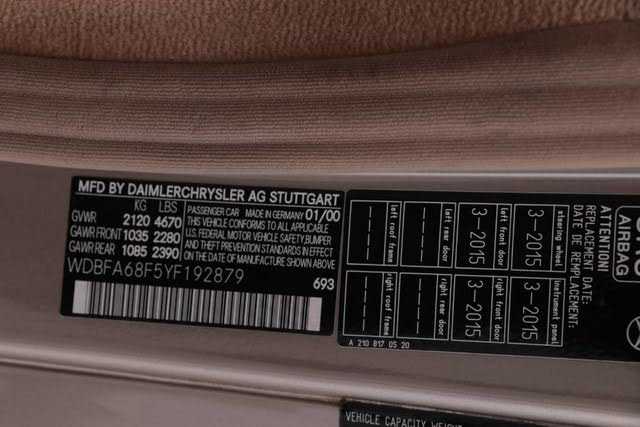 MFD BY DAIMLERCHRYSLER AG STUTTGART
KG LBS
GVWR 2120 4670
GAWR FRONT 1035 2280
GAWR REAR 1085 2390
PASSENGER CAR MADE IN GERMANY 01/00
THIS VEHICLE CONFORMS TO ALL APPLICABLE
U.S. FEDERAL MOTOR VEHICLE SAFETY,BUMPER
AND THEFT PREVENTION STANDARDS IN EFFECT
ON THE DATE OF MANUFACTURE SHOWN ABOVE
WDBFA68F5YF192879
693
left roof frame
left rear door
left front door
3-2015
steering wheel
3-2015
right roof frame
right rear door
right front door
3-2015
instrument panel
3-2015
A 210 817 05 20
ATTENTION!
REPLACEMENT DATE:
DATE DE REMPLACEMENT:
AIRBAG
VEHICLE CAPACITY WEIGHT